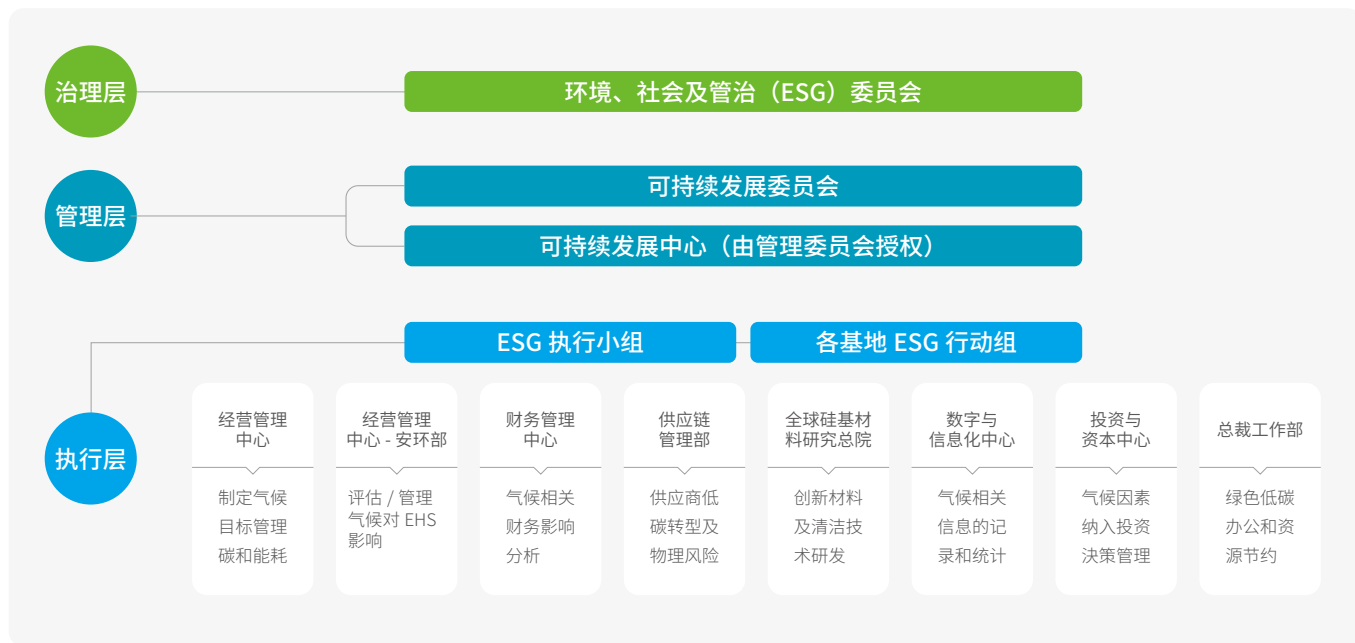 治理层
环境、社会及管治（ESG）委员会
管理层
可持续发展委员会
可持续发展中心（由管理委员会授权）
执行层
ESG 执行小组
各基地 ESG 行动组
经营管理
中心
制定气候
目标管理
碳和能耗
经营管理
中心 - 安环部
评估 / 管理
气候对 EHS
影响
财务管理
中心
气候相关
财务影响
分析
供应链
管理部
供应商低
碳转型及
物理风险
全球硅基材
料研究总院
创新材料
及清洁技
术研发
数字与
信息化中心
气候相关
信息的记
录和统计
投资与
资本中心
气候因素
纳入投资
决策管理
总裁工作部
绿色低碳
办公和资
源节约